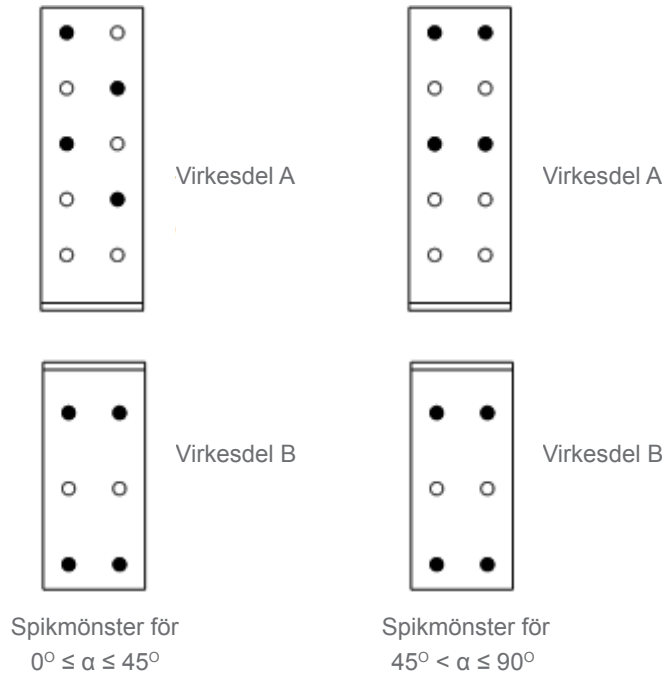 Virkesdel A
Virkesdel A
Virkesdel B
Virkesdel B
Spikmönster för
0° ≤ α ≤ 45°
Spikmönster för
45° < α ≤ 90°